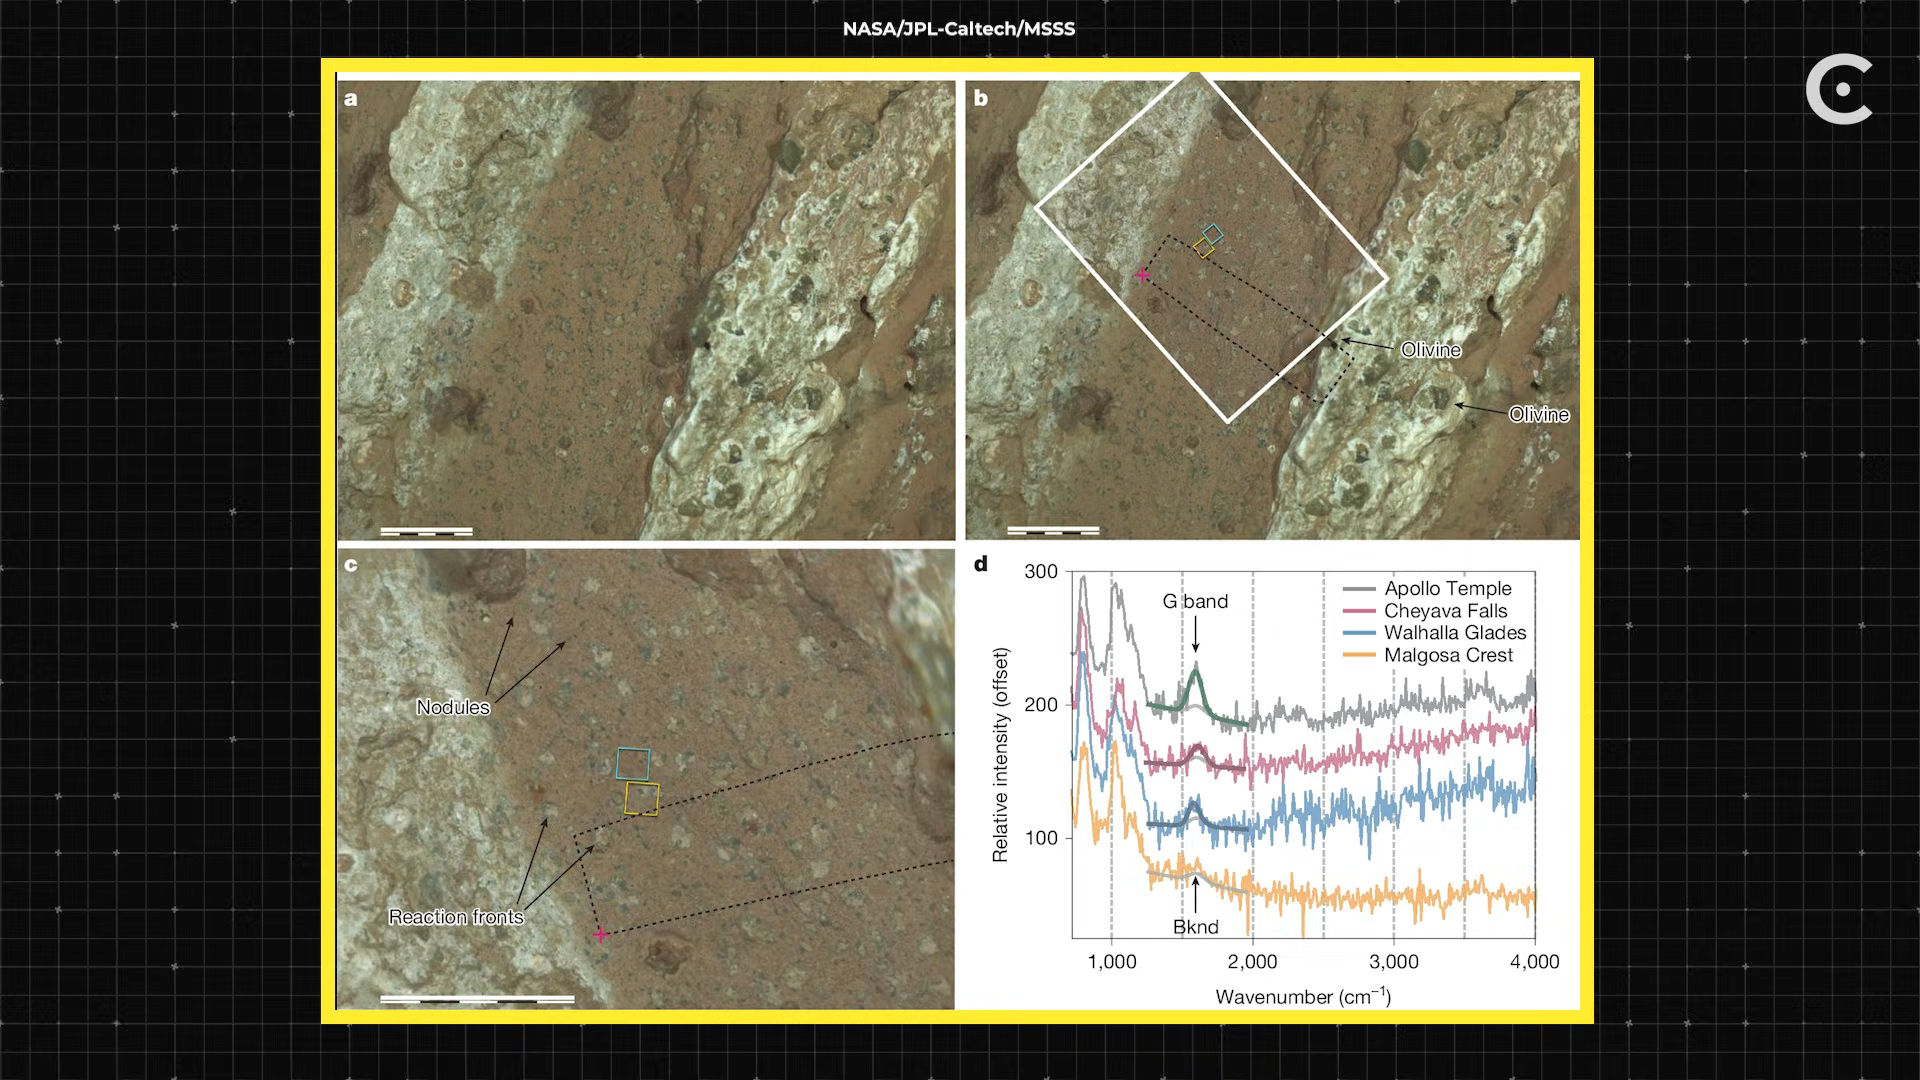 NASA/JPL-Caltech/MSSS
a
b
Olivine
Olivine
c
Nodules
Reaction fronts
d
300
200
100
Relative intensity (offset)
G band
Apollo Temple
Cheyava Falls
Walhalla Glades
Malgosa Crest
Bknd
1,000 2,000 3,000 4,000
Wavenumber (cm⁻¹)